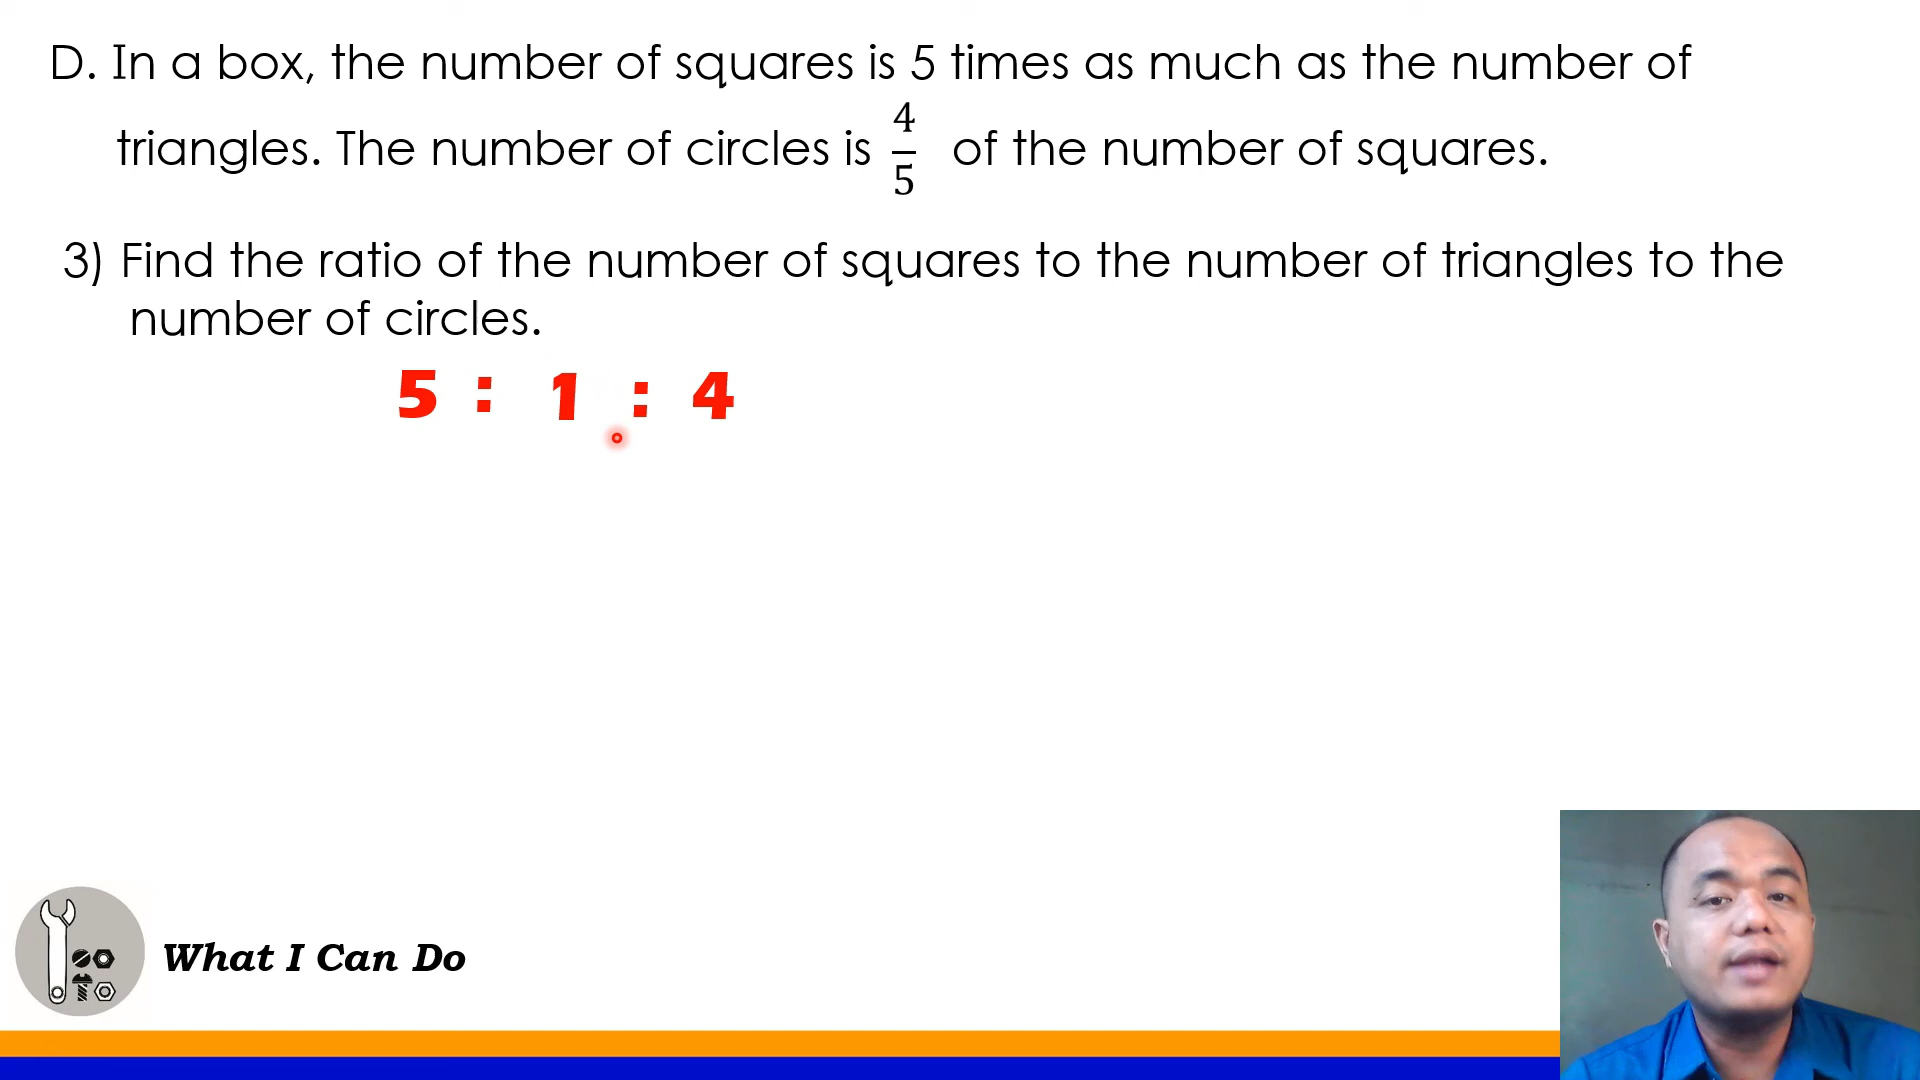 D. In a box, the number of squares is 5 times as much as the number of
triangles. The number of circles is 4/5 of the number of squares.
3) Find the ratio of the number of squares to the number of triangles to the
number of circles.
5 : 1 : 4
What I Can Do